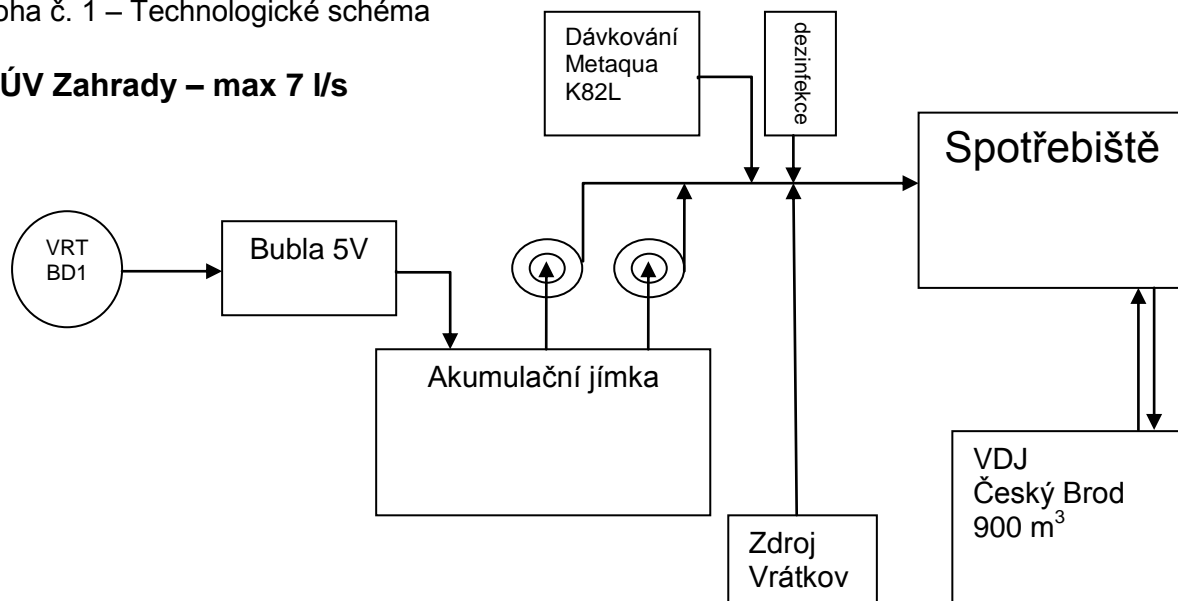 oha č. 1 – Technologické schéma
ÚV Zahrady – max 7 l/s
Dávkování
Metaqua
K82L
dezinfekce
Spotřebiště
VRT
BD1
Bubla 5V
Akumulační jímka
Zdroj
Vrátkov
VDJ
Český Brod
900 m³